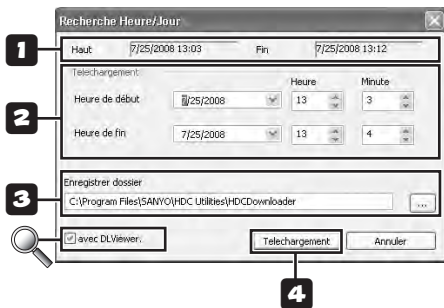 Recherche Heure/Jour
1
Haut 7/25/2008 13:03 Fin 7/25/2008 13:12
2
Telechargement
Heure Minute
Heure de début 7/25/2008 13 3
Heure de fin 7/25/2008 13 4
3
Enregistrer dossier
C:\Program Files\SANYO\HDC Utilities\HDCDownloader ...
avec DLViewer. Telechargement Annuler
4